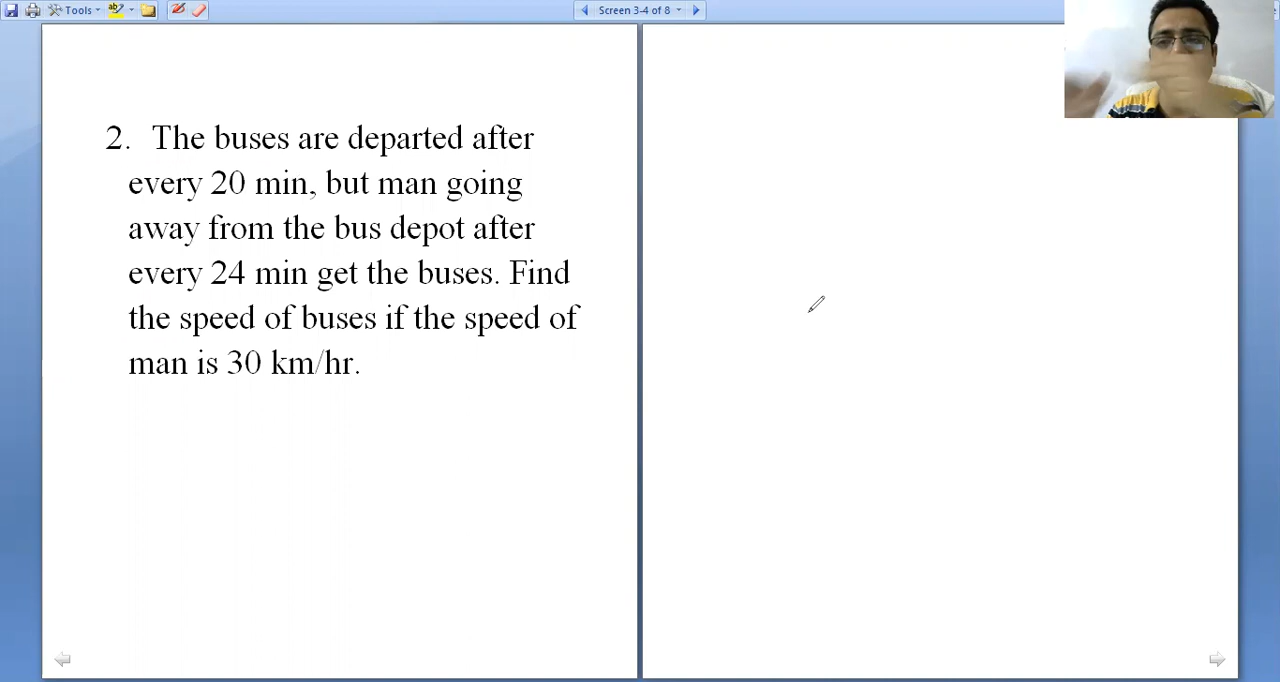 Tools
ab
Screen 3-4 of 8
2. The buses are departed after
every 20 min, but man going
away from the bus depot after
every 24 min get the buses. Find
the speed of buses if the speed of
man is 30 km/hr.